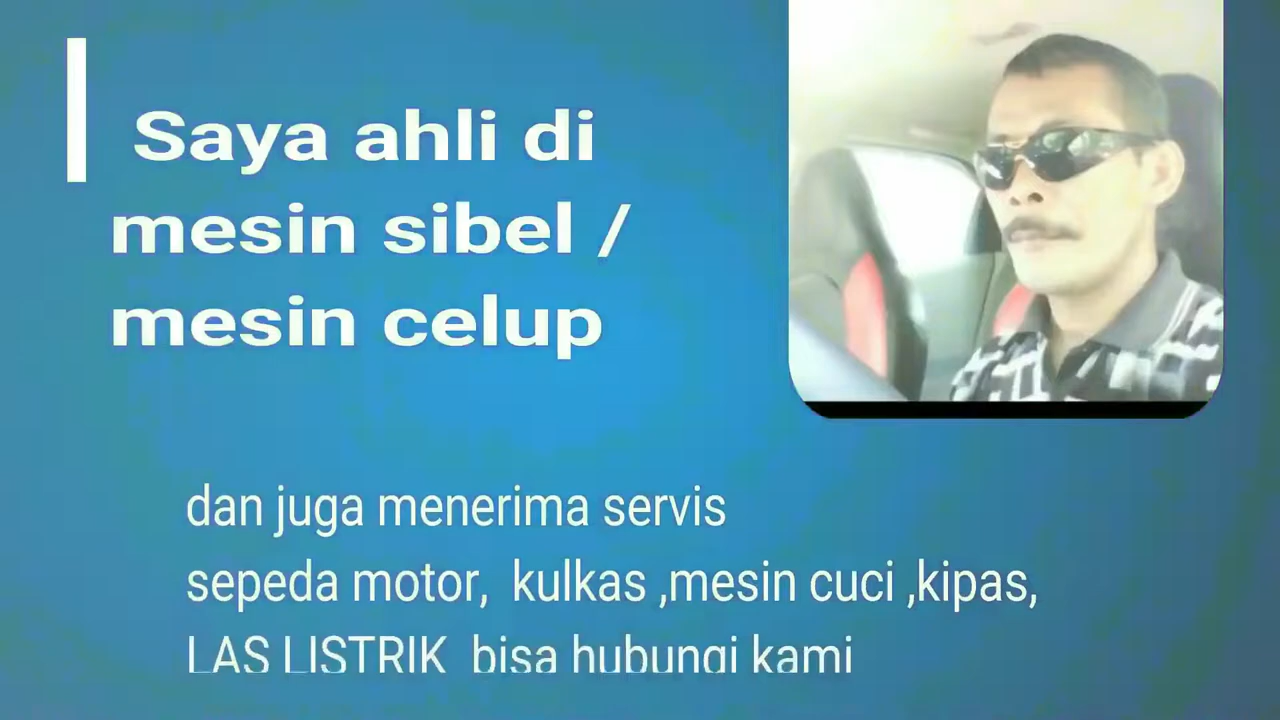 Saya ahli di
mesin sibel /
mesin celup
dan juga menerima servis
sepeda motor, kulkas ,mesin cuci ,kipas,
LAS LISTRIK bisa hubungi kami